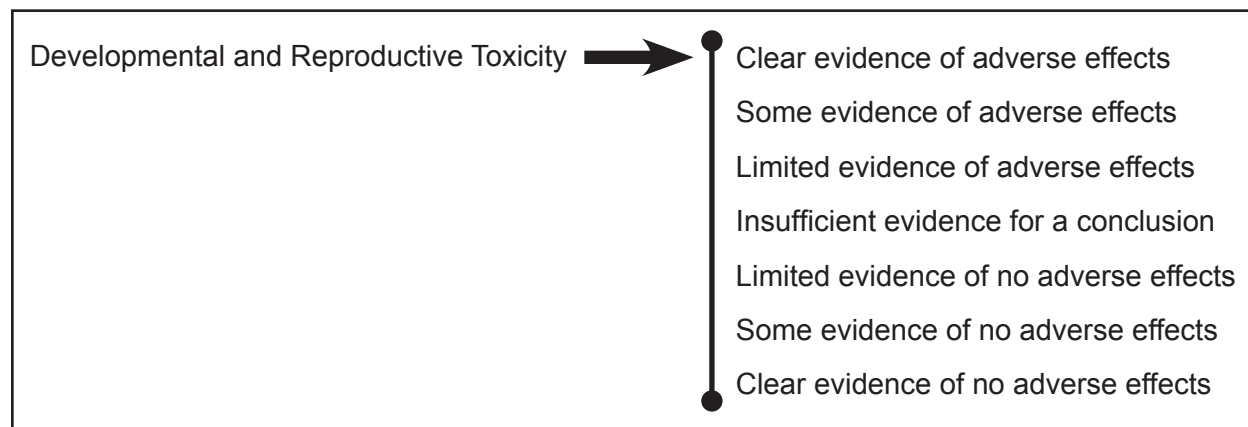 Developmental and Reproductive Toxicity
Clear evidence of adverse effects
Some evidence of adverse effects
Limited evidence of adverse effects
Insufficient evidence for a conclusion
Limited evidence of no adverse effects
Some evidence of no adverse effects
Clear evidence of no adverse effects